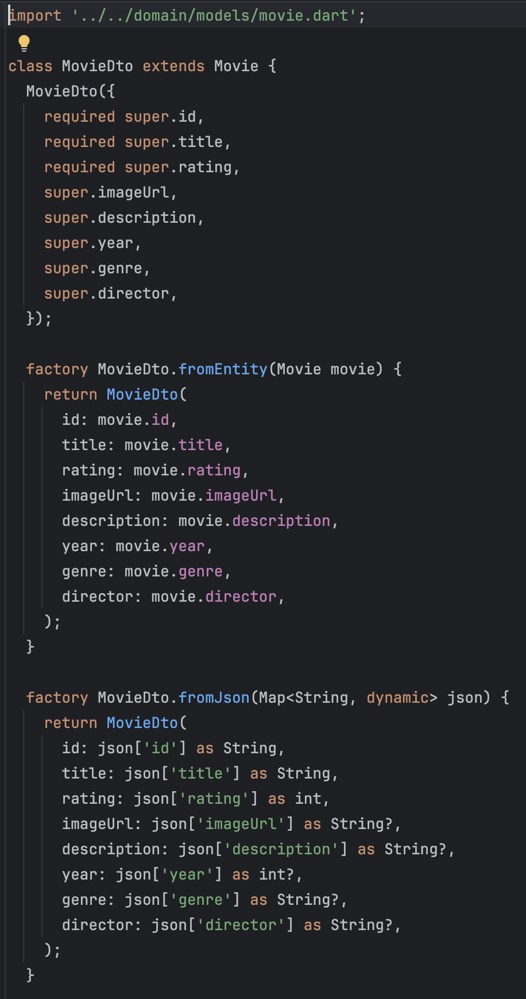 import '../../domain/models/movie.dart';
class MovieDto extends Movie {
  MovieDto({
    required super.id,
    required super.title,
    required super.rating,
    super.imageUrl,
    super.description,
    super.year,
    super.genre,
    super.director,
  });
  factory MovieDto.fromEntity(Movie movie) {
    return MovieDto(
      id: movie.id,
      title: movie.title,
      rating: movie.rating,
      imageUrl: movie.imageUrl,
      description: movie.description,
      year: movie.year,
      genre: movie.genre,
      director: movie.director,
    );
  }
  factory MovieDto.fromJson(Map<String, dynamic> json) {
    return MovieDto(
      id: json['id'] as String,
      title: json['title'] as String,
      rating: json['rating'] as int,
      imageUrl: json['imageUrl'] as String?,
      description: json['description'] as String?,
      year: json['year'] as int?,
      genre: json['genre'] as String?,
      director: json['director'] as String?,
    );
  }